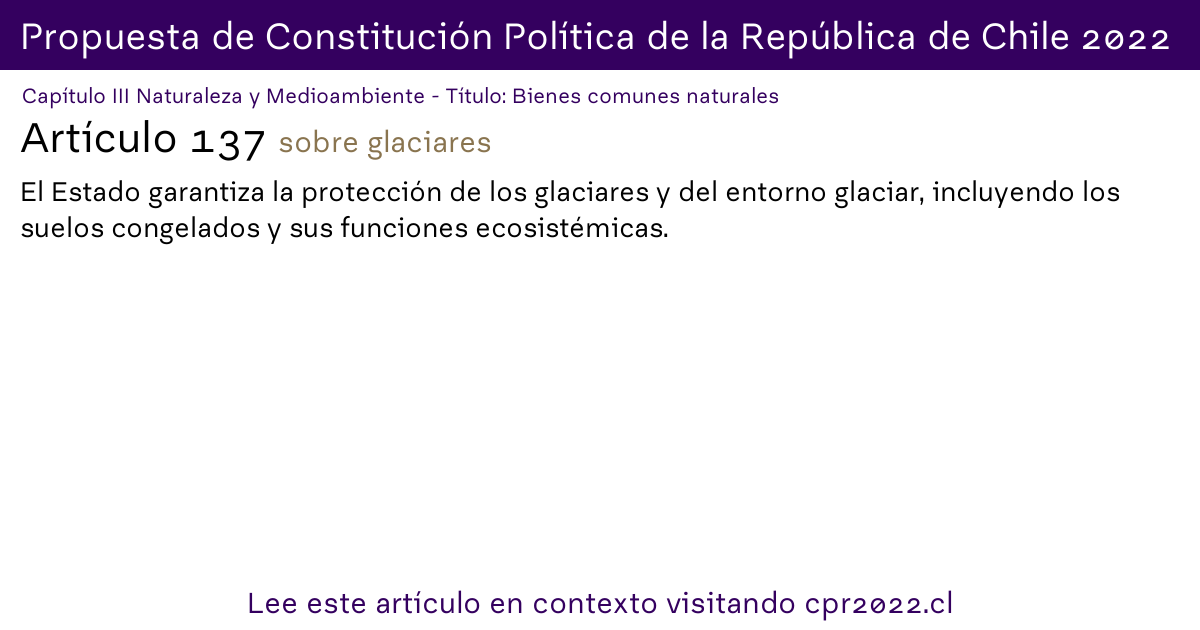 Propuesta de Constitución Política de la República de Chile 2022
Capítulo III Naturaleza y Medioambiente - Título: Bienes comunes naturales
Artículo 137 sobre glaciares
El Estado garantiza la protección de los glaciares y del entorno glaciar, incluyendo los
suelos congelados y sus funciones ecosistémicas.
Lee este artículo en contexto visitando cpr2022.cl